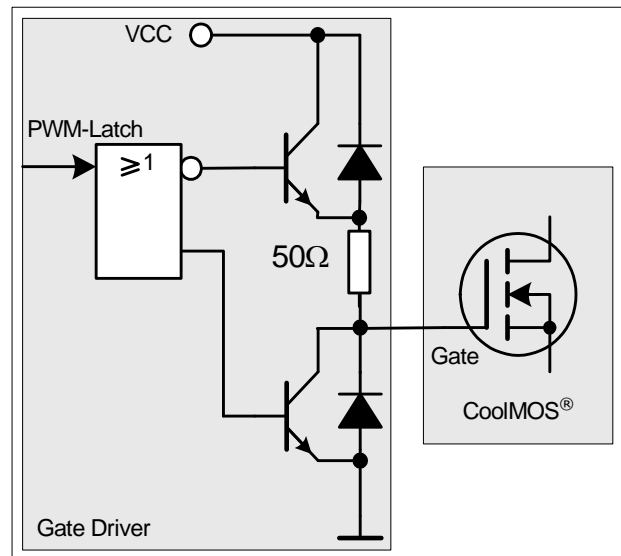 VCC
PWM-Latch
≥1
50Ω
Gate
CoolMOS®
Gate Driver